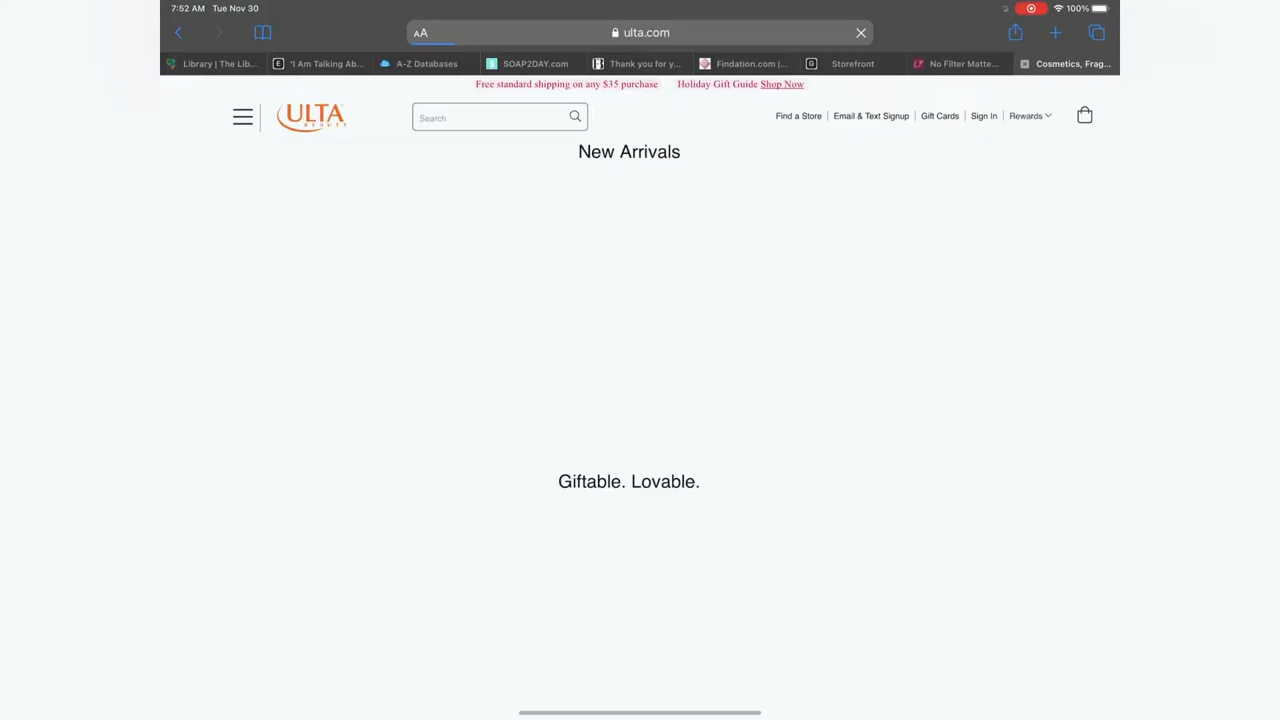 7:52 AM Tue Nov 30
100%
AA
ulta.com
Library | The Lib...
'I Am Talking Ab...
A-Z Databases
SOAP2DAY.com
Thank you for y...
Findation.com |...
Storefront
No Filter Matte...
Cosmetics, Frag...
Free standard shipping on any $35 purchase
Holiday Gift Guide Shop Now
ULTA
BEAUTY
Search
Find a Store
Email & Text Signup
Gift Cards
Sign In
Rewards
New Arrivals
Giftable. Lovable.